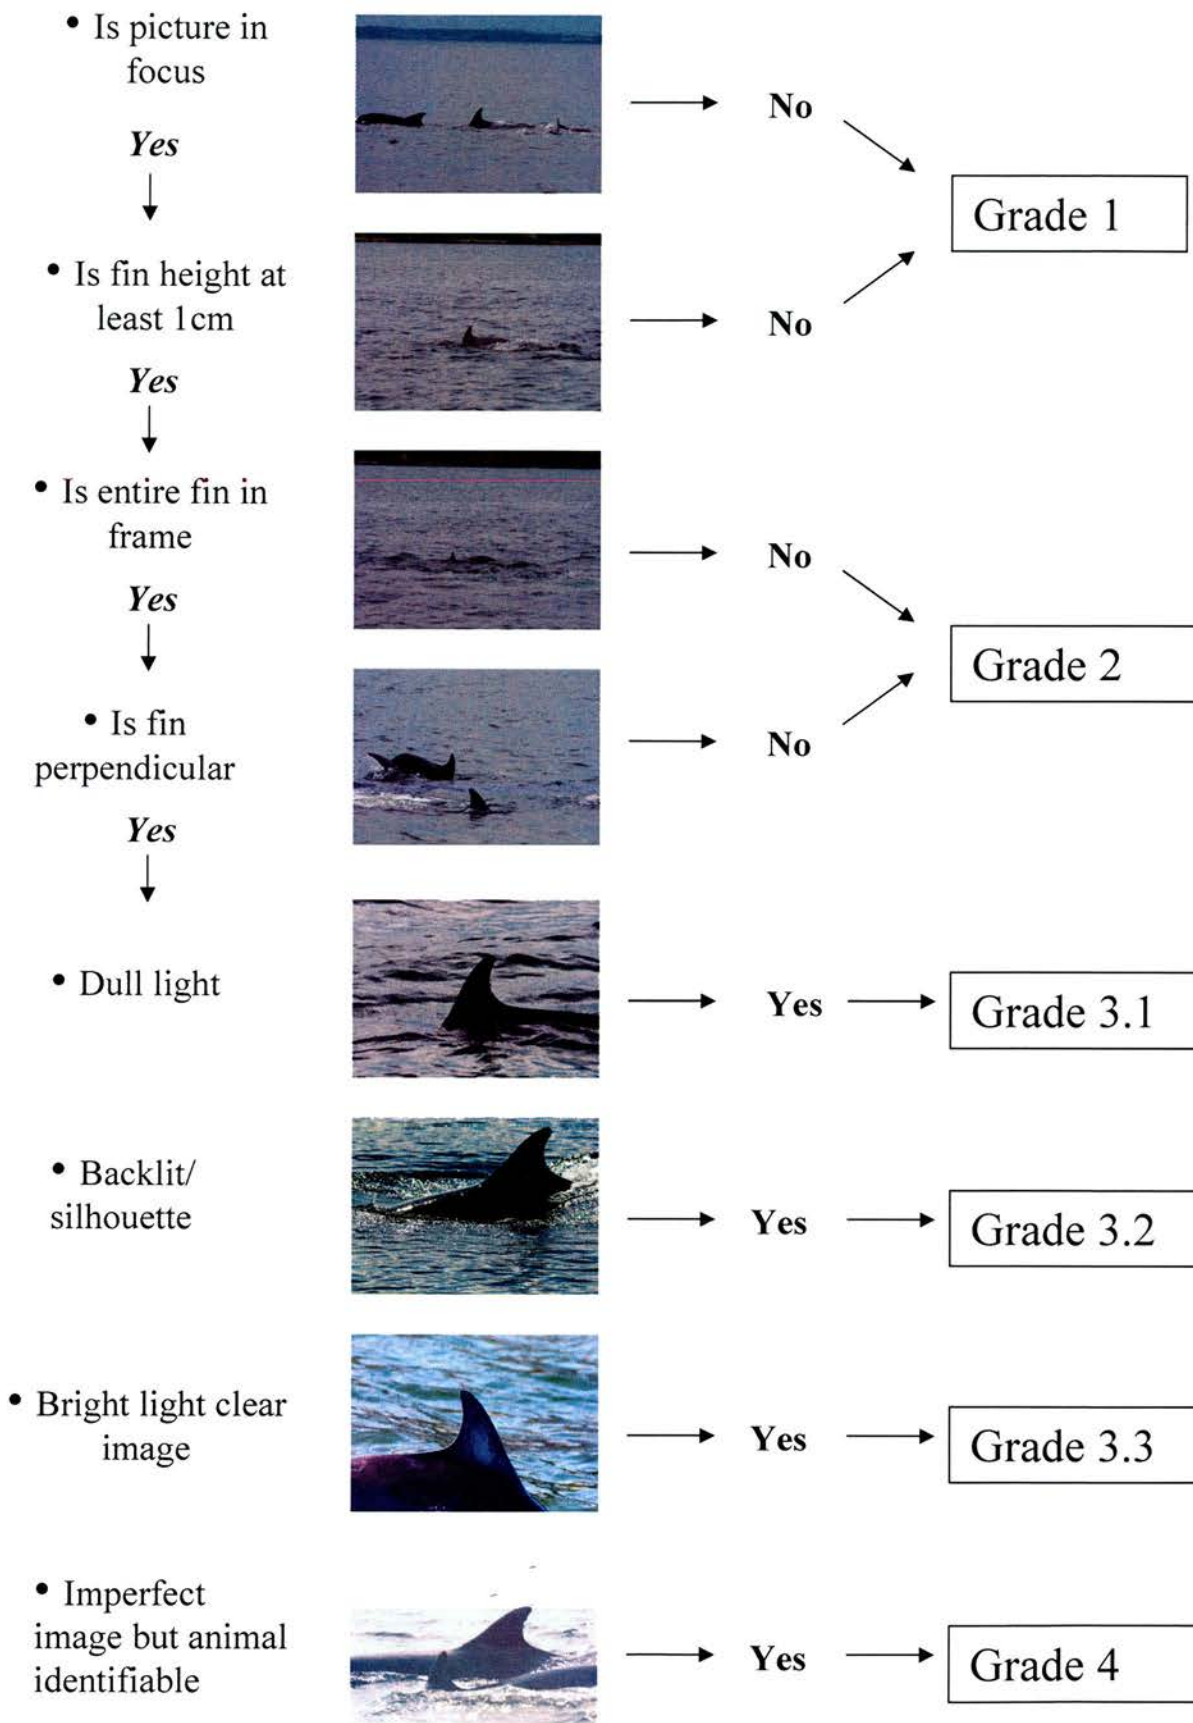 • Is picture in
focus
No
Yes
Grade 1
• Is fin height at
least 1cm
No
Yes
• Is entire fin in
frame
No
Yes
Grade 2
• Is fin
perpendicular
No
Yes
• Dull light
Yes
Grade 3.1
• Backlit/
silhouette
Yes
Grade 3.2
• Bright light clear
image
Yes
Grade 3.3
• Imperfect
image but animal
identifiable
Yes
Grade 4